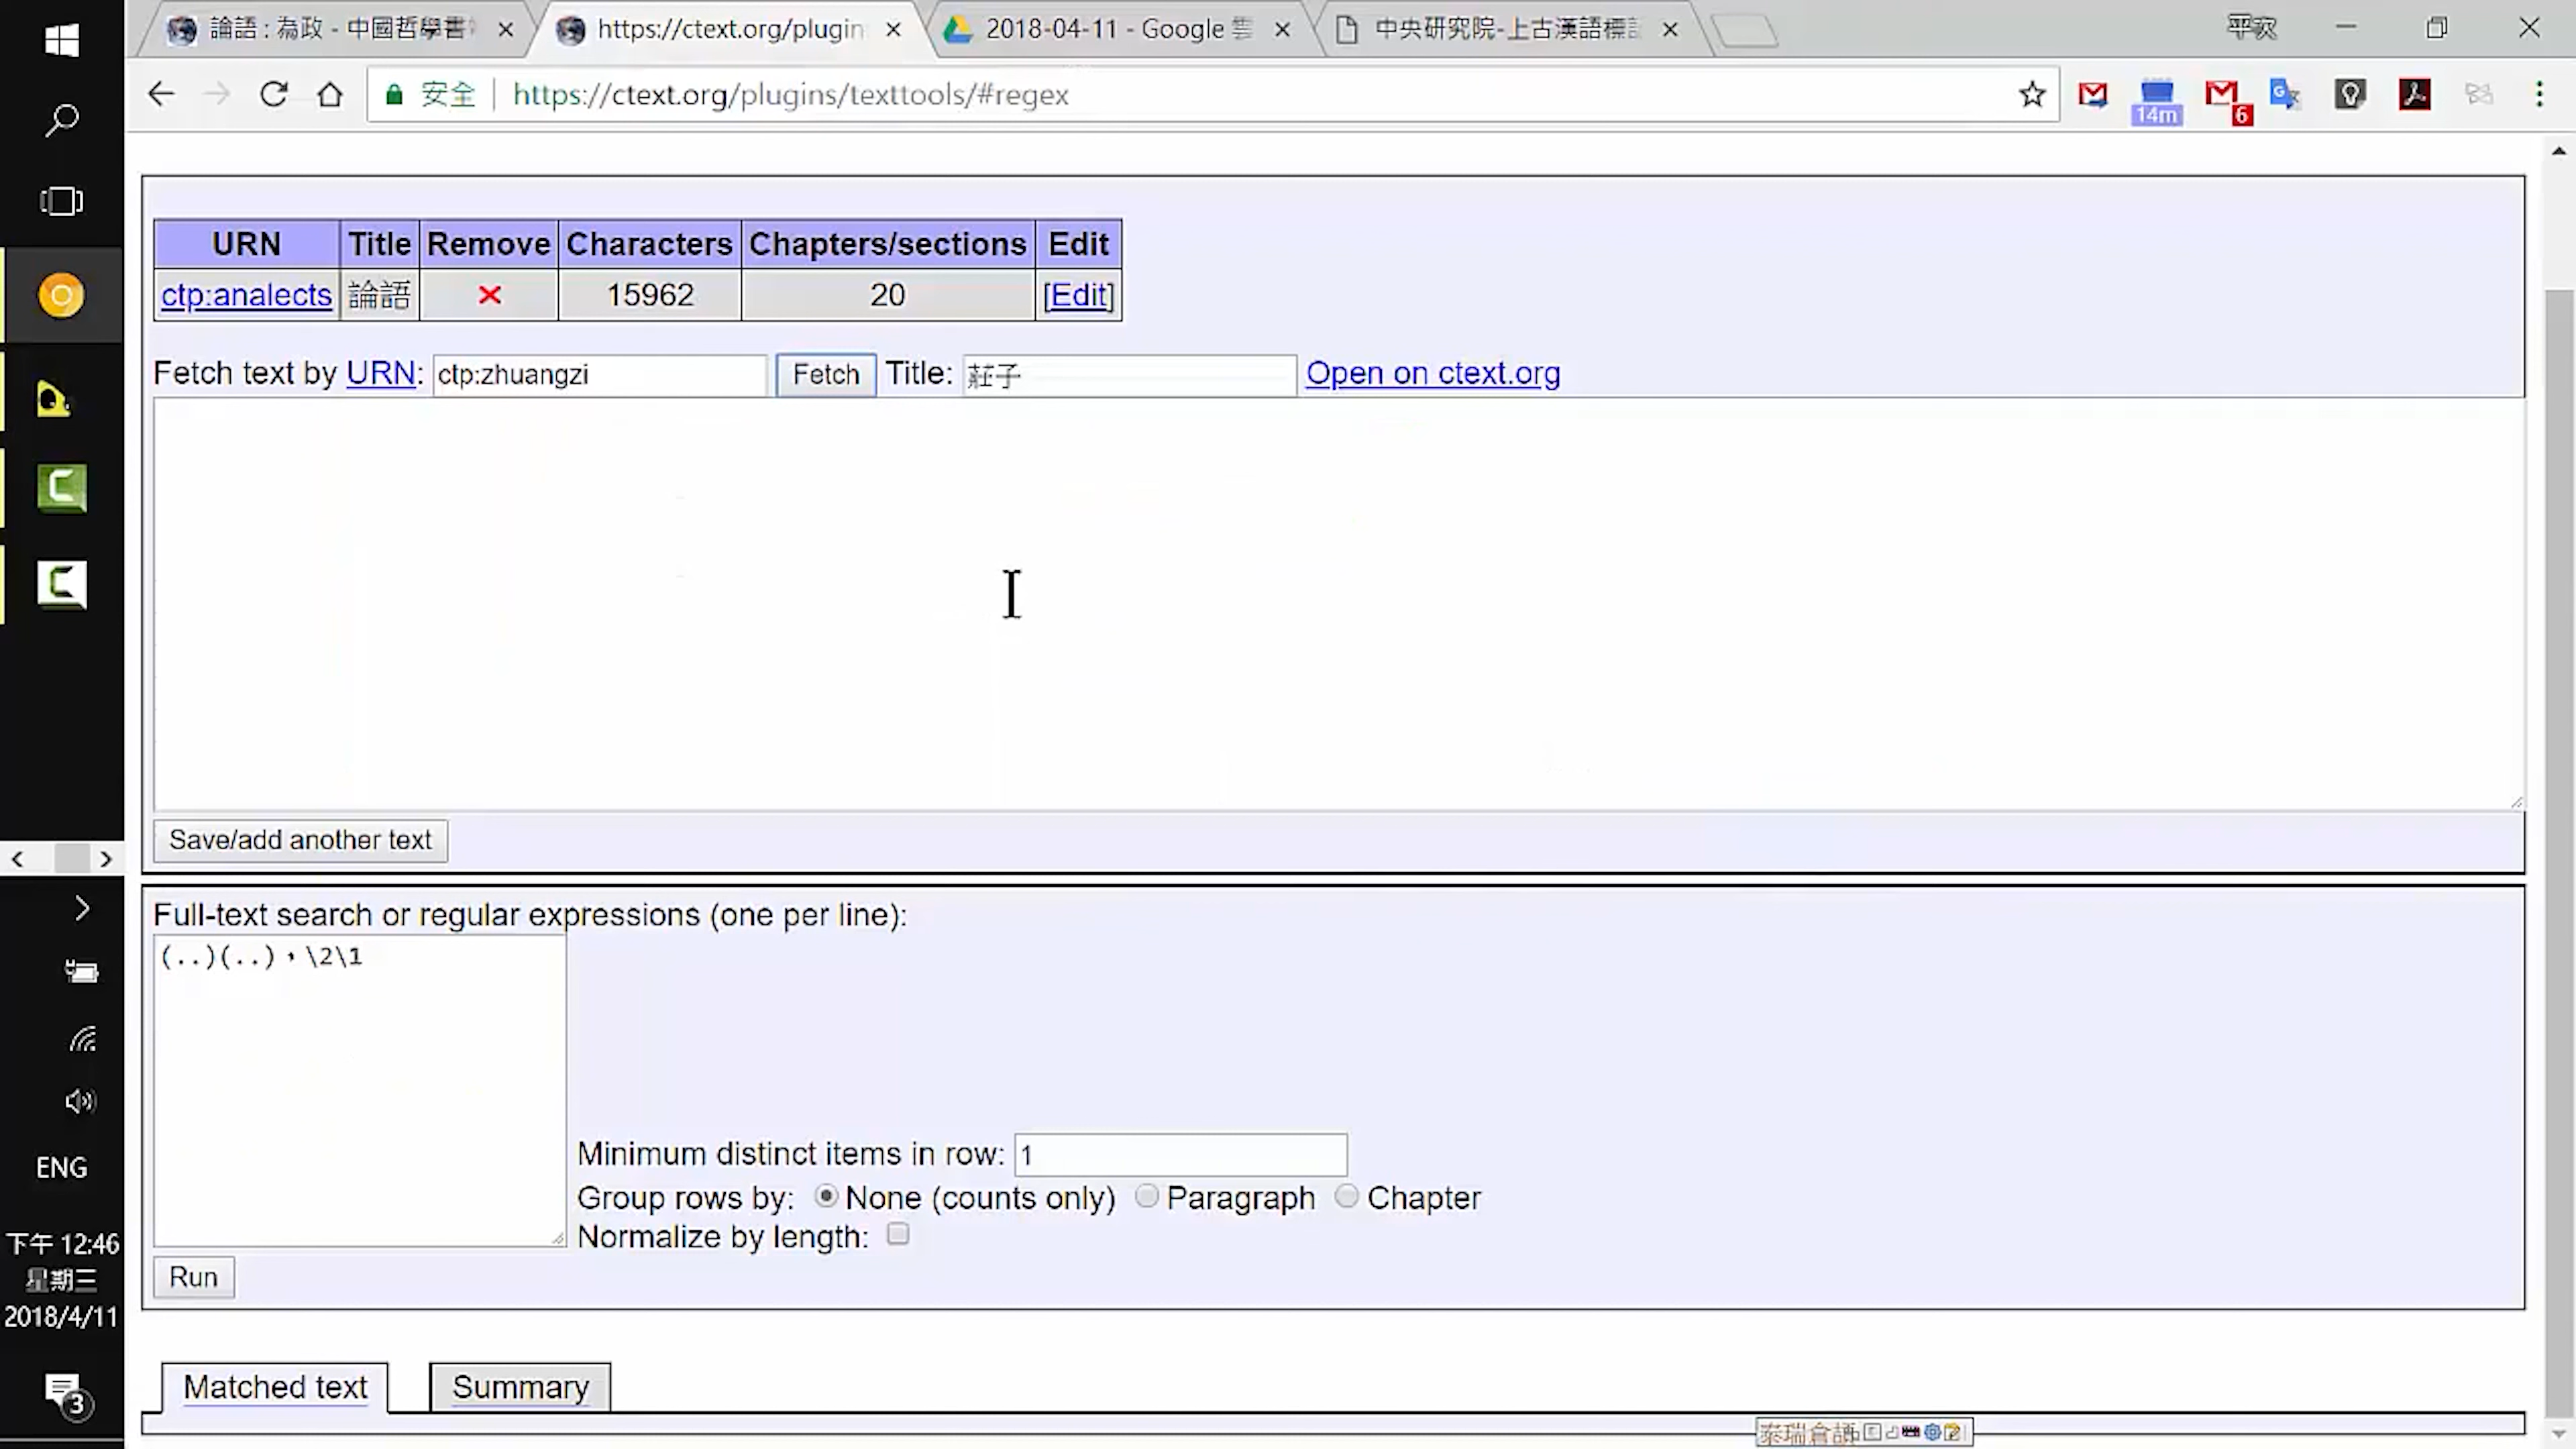 論語 : 為政 - 中國哲學書
https://ctext.org/plugin
2018-04-11 - Google 雲
中央研究院-上古漢語標記
安全 https://ctext.org/plugins/texttools/#regex
14m
6
URN Title Remove Characters Chapters/sections Edit
ctp:analects 論語 15962 20 [Edit]
Fetch text by URN: ctp:zhuangzi Fetch Title: 莊子 Open on ctext.org
Save/add another text
Full-text search or regular expressions (one per line):
(..)(..),\2\1
Minimum distinct items in row: 1
Group rows by: None (counts only) Paragraph Chapter
Normalize by length:
Run
Matched text Summary
ENG
下午 12:46
星期三
2018/4/11
3